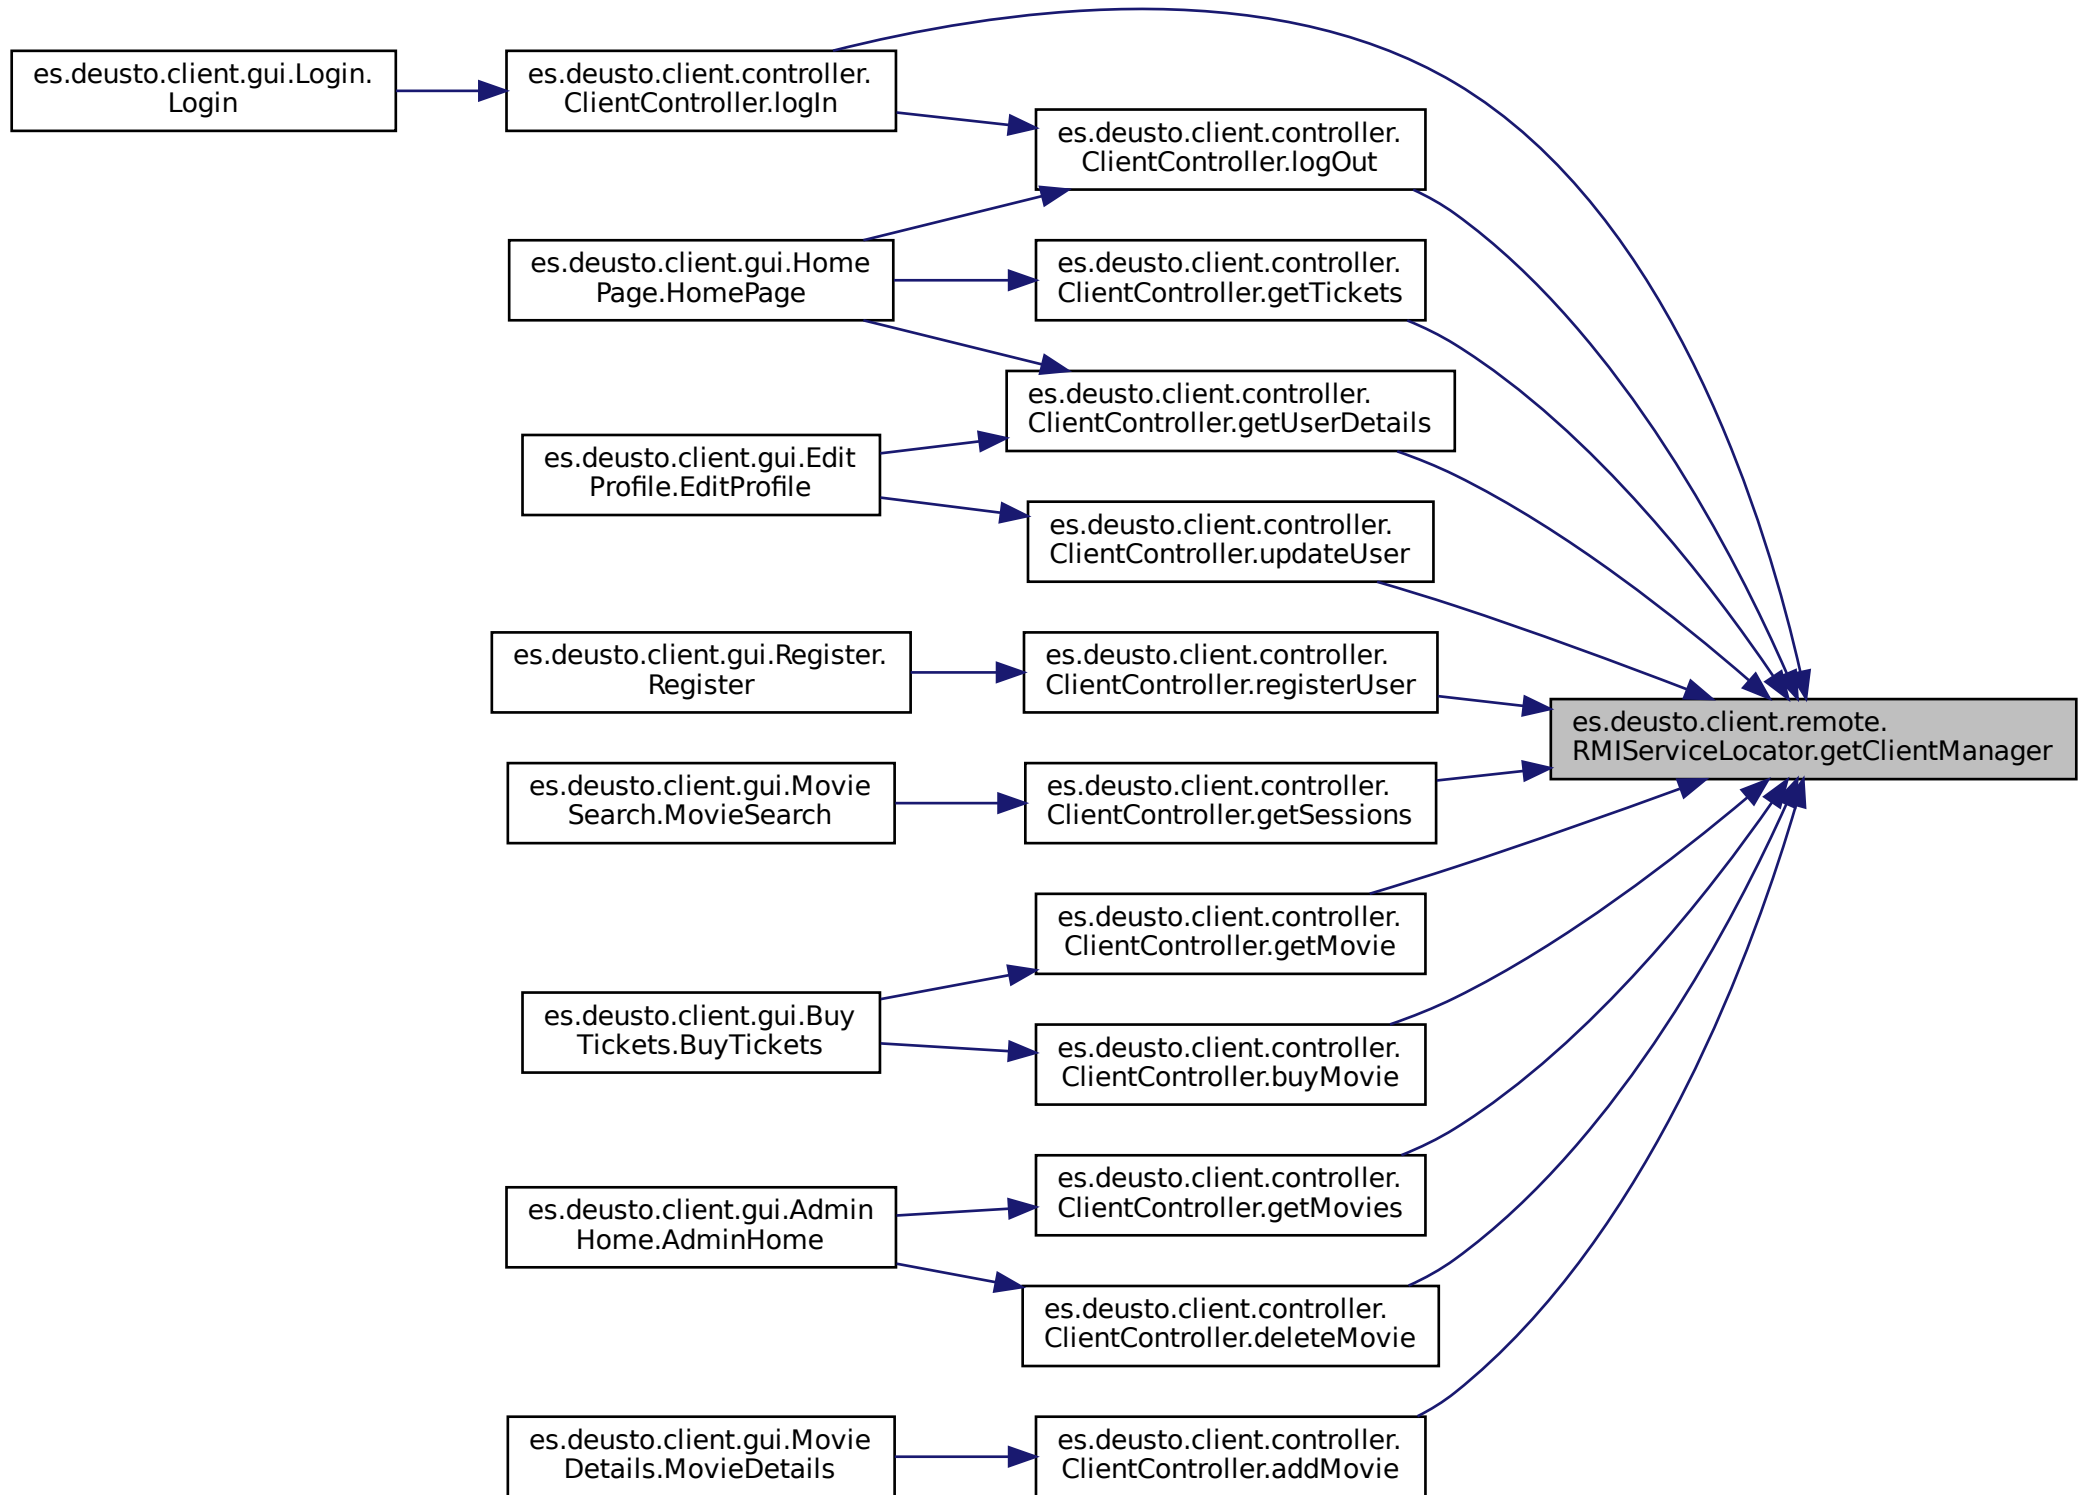 es.deusto.client.gui.Login.
Login
es.deusto.client.controller.
ClientController.logIn
es.deusto.client.controller.
ClientController.logOut
es.deusto.client.gui.Home
Page.HomePage
es.deusto.client.controller.
ClientController.getTickets
es.deusto.client.controller.
ClientController.getUserDetails
es.deusto.client.gui.Edit
Profile.EditProfile
es.deusto.client.controller.
ClientController.updateUser
es.deusto.client.gui.Register.
Register
es.deusto.client.controller.
ClientController.registerUser
es.deusto.client.remote.
RMIServiceLocator.getClientManager
es.deusto.client.gui.Movie
Search.MovieSearch
es.deusto.client.controller.
ClientController.getSessions
es.deusto.client.controller.
ClientController.getMovie
es.deusto.client.gui.Buy
Tickets.BuyTickets
es.deusto.client.controller.
ClientController.buyMovie
es.deusto.client.controller.
ClientController.getMovies
es.deusto.client.gui.Admin
Home.AdminHome
es.deusto.client.controller.
ClientController.deleteMovie
es.deusto.client.gui.Movie
Details.MovieDetails
es.deusto.client.controller.
ClientController.addMovie